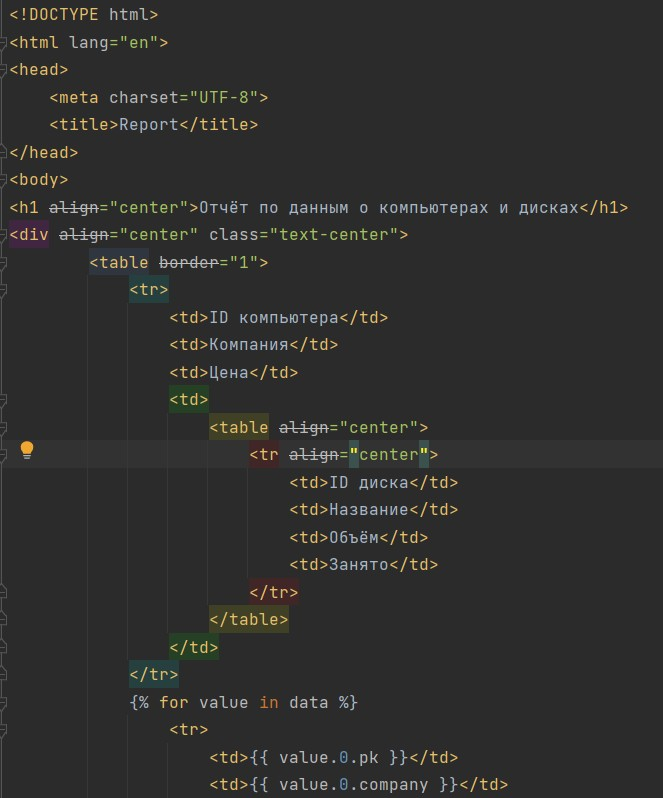 <!DOCTYPE html>
<html lang="en">
<head>
    <meta charset="UTF-8">
    <title>Report</title>
</head>
<body>
<h1 align="center">Отчёт по данным о компьютерах и дисках</h1>
<div align="center" class="text-center">
        <table border="1">
            <tr>
                <td>ID компьютера</td>
                <td>Компания</td>
                <td>Цена</td>
                <td>
                    <table align="center">
                        <tr align="center">
                            <td>ID диска</td>
                            <td>Название</td>
                            <td>Объём</td>
                            <td>Занято</td>
                        </tr>
                    </table>
                </td>
            </tr>
            {% for value in data %}
                <tr>
                    <td>{{ value.0.pk }}</td>
                    <td>{{ value.0.company }}</td>